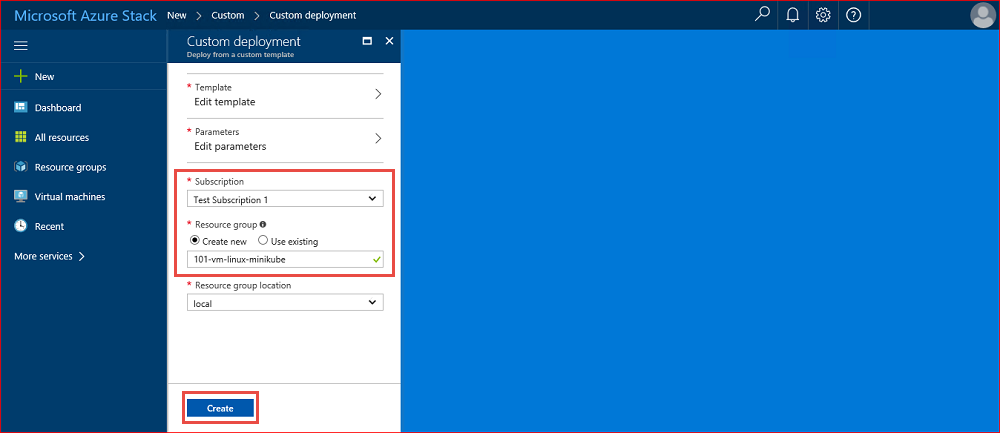 Microsoft Azure Stack New > Custom > Custom deployment
New
Dashboard
All resources
Resource groups
Virtual machines
Recent
More services >
Custom deployment
Deploy from a custom template
* Template
Edit template
* Parameters
Edit parameters
* Subscription
Test Subscription 1
* Resource group
Create new Use existing
101-vm-linux-minikube
* Resource group location
local
Create